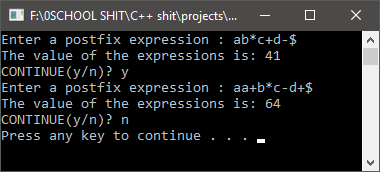 F:\0SCHOOL SHIT\C++ shit\projects\...
Enter a postfix expression : ab*c+d-$
The value of the expressions is: 41
CONTINUE(y/n)? y
Enter a postfix expression : aa+b*c-d+$
The value of the expressions is: 64
CONTINUE(y/n)? n
Press any key to continue . . .